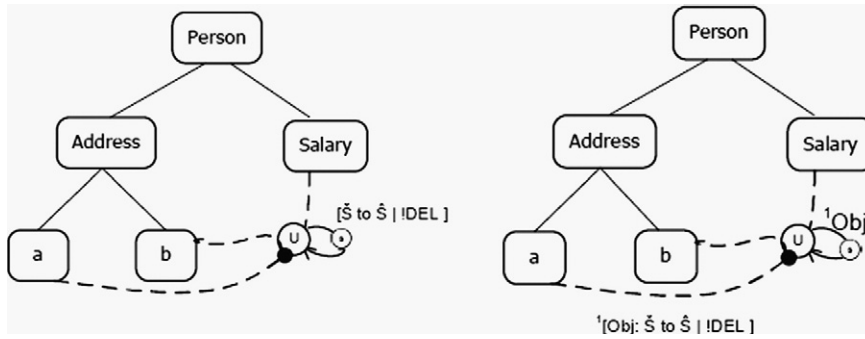 Person
Address
Salary
[Š to Ŝ | !DEL ]
a
b
U
Person
Address
Salary
¹Obj
a
b
U
¹[Obj: Š to Ŝ | !DEL ]